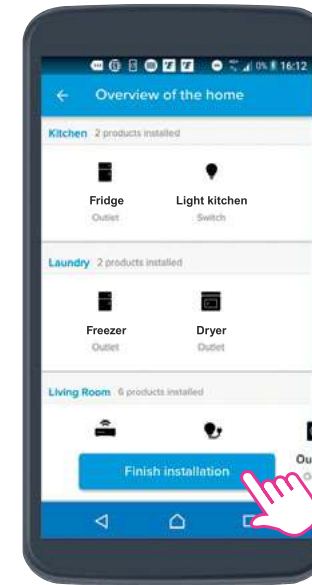 0% 16:12
Overview of the home
Kitchen 2 products installed
Fridge Light kitchen
Outlet Switch
Laundry 2 products installed
Freezer Dryer
Outlet Outlet
Living Room 6 products installed
Ou
Finish installation